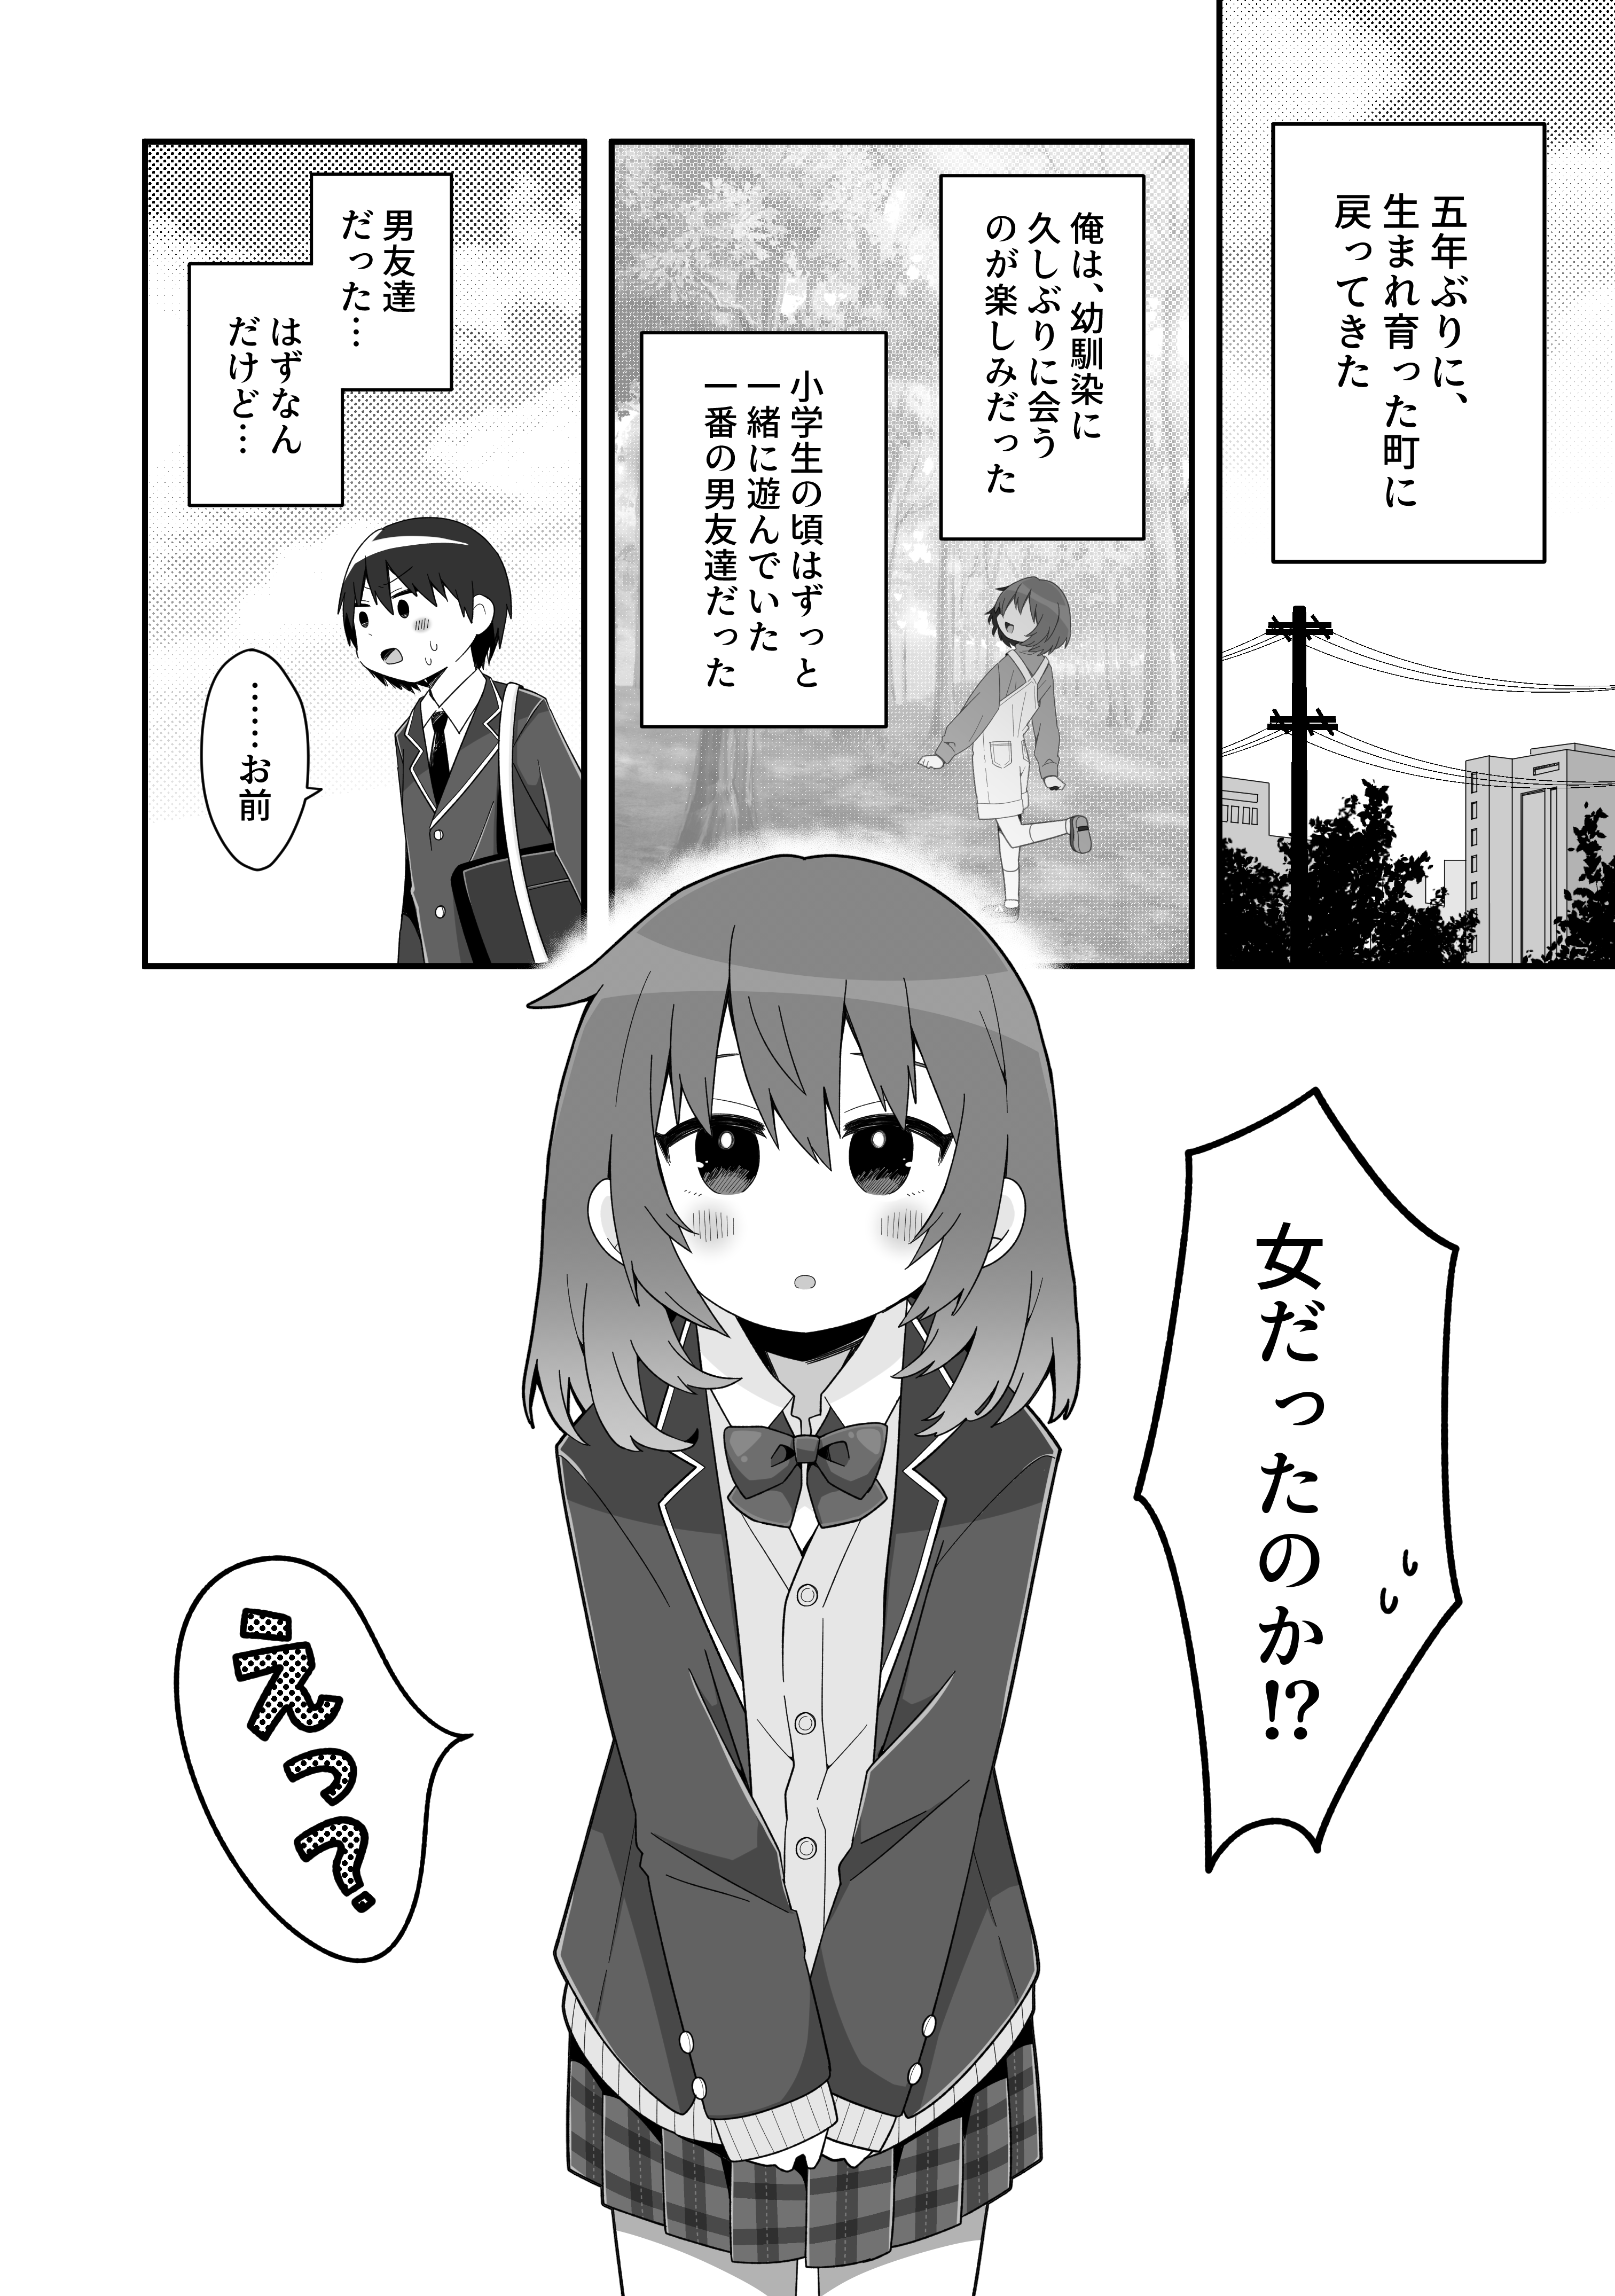 五年ぶりに、
生まれ育った町に
戻ってきた
俺は、幼馴染に
久しぶりに会う
のが楽しみだった
小学生の頃はずっと
一緒に遊んでいた
一番の男友達だった
男友達
だった…
はずなん
だけど…
……お前
女だったのか!?
えっ?